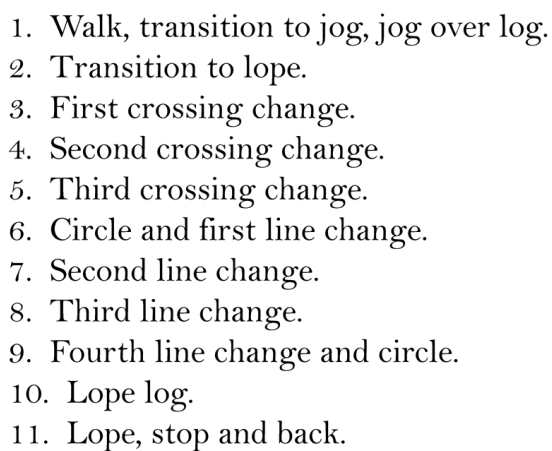 1. Walk, transition to jog, jog over log.
2. Transition to lope.
3. First crossing change.
4. Second crossing change.
5. Third crossing change.
6. Circle and first line change.
7. Second line change.
8. Third line change.
9. Fourth line change and circle.
10. Lope log.
11. Lope, stop and back.